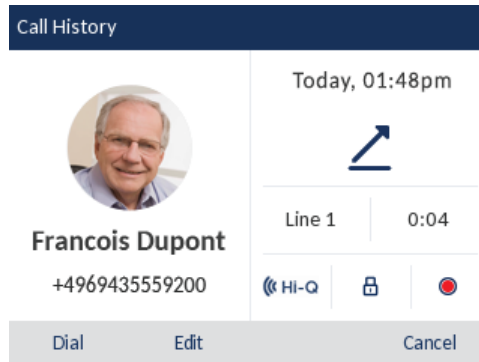 Call History
Today, 01:48pm
Line 1 0:04
Francois Dupont
+4969435559200
Hi-Q
Dial Edit Cancel